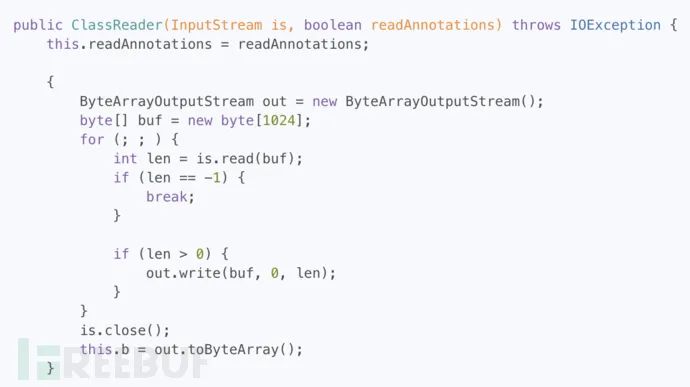 public ClassReader(InputStream is, boolean readAnnotations) throws IOException {
    this.readAnnotations = readAnnotations;

    {
        ByteArrayOutputStream out = new ByteArrayOutputStream();
        byte[] buf = new byte[1024];
        for (; ; ) {
            int len = is.read(buf);
            if (len == -1) {
                break;
            }

            if (len > 0) {
                out.write(buf, 0, len);
            }
        }
        is.close();
        this.b = out.toByteArray();
    }
FREEBUF